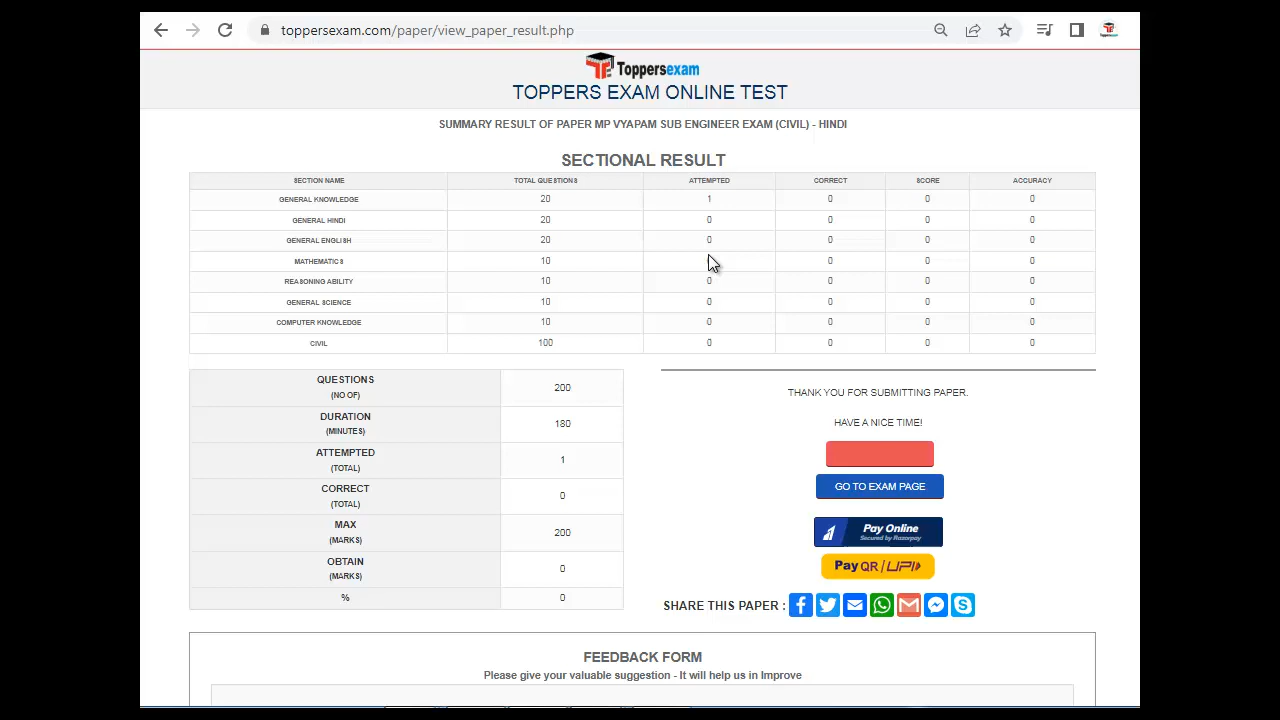 toppersexam.com/paper/view_paper_result.php
Toppersexam
TOPPERS EXAM ONLINE TEST
SUMMARY RESULT OF PAPER MP VYAPAM SUB ENGINEER EXAM (CIVIL) - HINDI
SECTIONAL RESULT
SECTION NAME TOTAL QUESTIONS ATTEMPTED CORRECT SCORE ACCURACY
GENERAL KNOWLEDGE 20 1 0 0 0
GENERAL HINDI 20 0 0 0 0
GENERAL ENGLISH 20 0 0 0 0
MATHEMATICS 10 0 0 0
REASONING ABILITY 10 0 0 0 0
GENERAL SCIENCE 10 0 0 0 0
COMPUTER KNOWLEDGE 10 0 0 0 0
CIVIL 100 0 0 0 0
QUESTIONS
(NO OF) 200
DURATION
(MINUTES) 180
ATTEMPTED
(TOTAL) 1
CORRECT
(TOTAL) 0
MAX
(MARKS) 200
OBTAIN
(MARKS) 0
% 0
THANK YOU FOR SUBMITTING PAPER.
HAVE A NICE TIME!
GO TO EXAM PAGE
Pay Online
Secured by Razorpay
Pay QR / UPI
SHARE THIS PAPER :
FEEDBACK FORM
Please give your valuable suggestion - It will help us in Improve